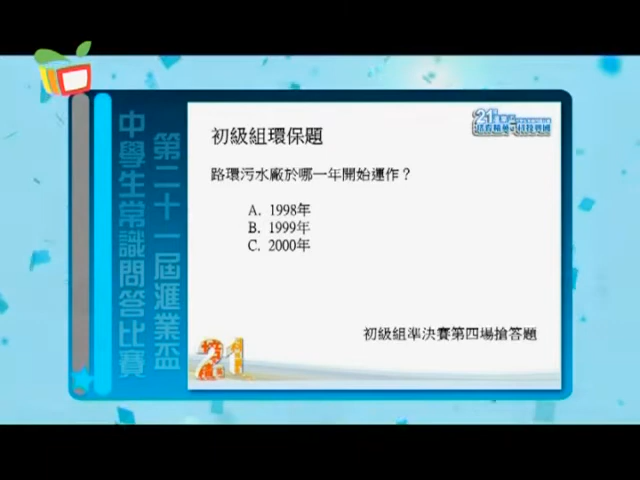 第二十一屆滙業盃
中學生常識問答比賽
初級組環保題
路環污水廠於哪一年開始運作？
A. 1998年
B. 1999年
C. 2000年
初級組準決賽第四場搶答題
21